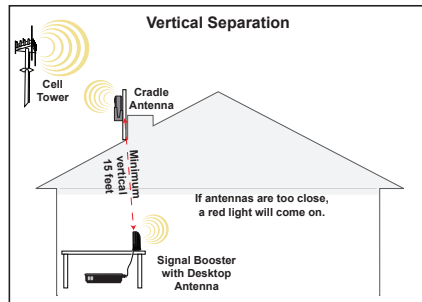 Vertical Separation
Cell
Tower
Cradle
Antenna
Minimum
vertical
15 feet
If antennas are too close,
a red light will come on.
Signal Booster
with Desktop
Antenna